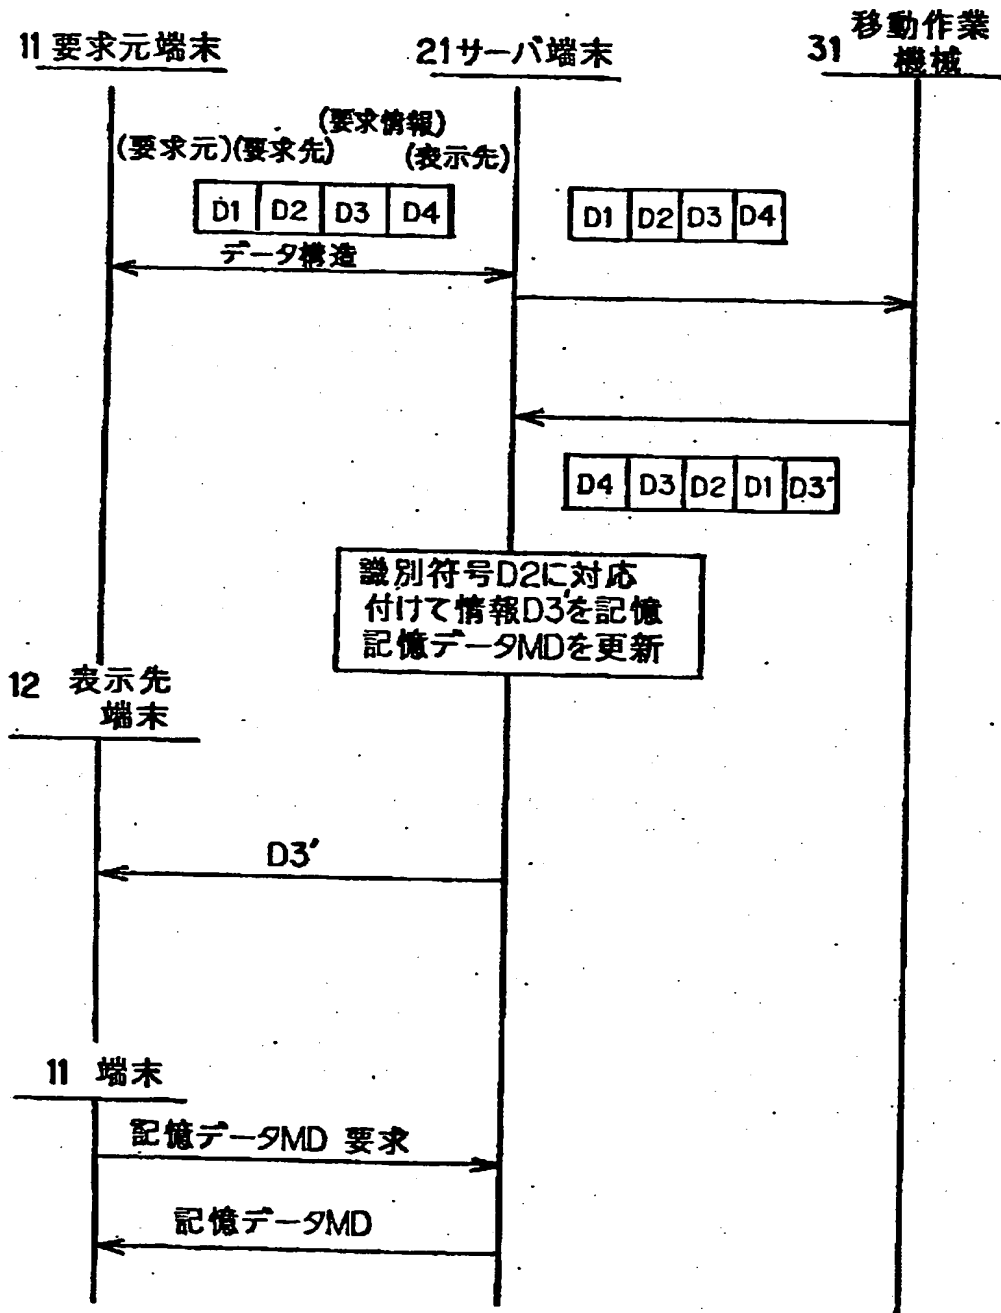 11 要求元端末
21 サーバ端末
31 移動作業
機械
(要求情報)
(要求元)(要求先)
(表示先)
D1 D2 D3 D4
D1 D2 D3 D4
データ構造
D4 D3 D2 D1 D3′
識別符号D2に対応
付けて情報D3′を記憶
記憶データMDを更新
12 表示先
端末
D3′
11 端末
記憶データMD 要求
記憶データMD